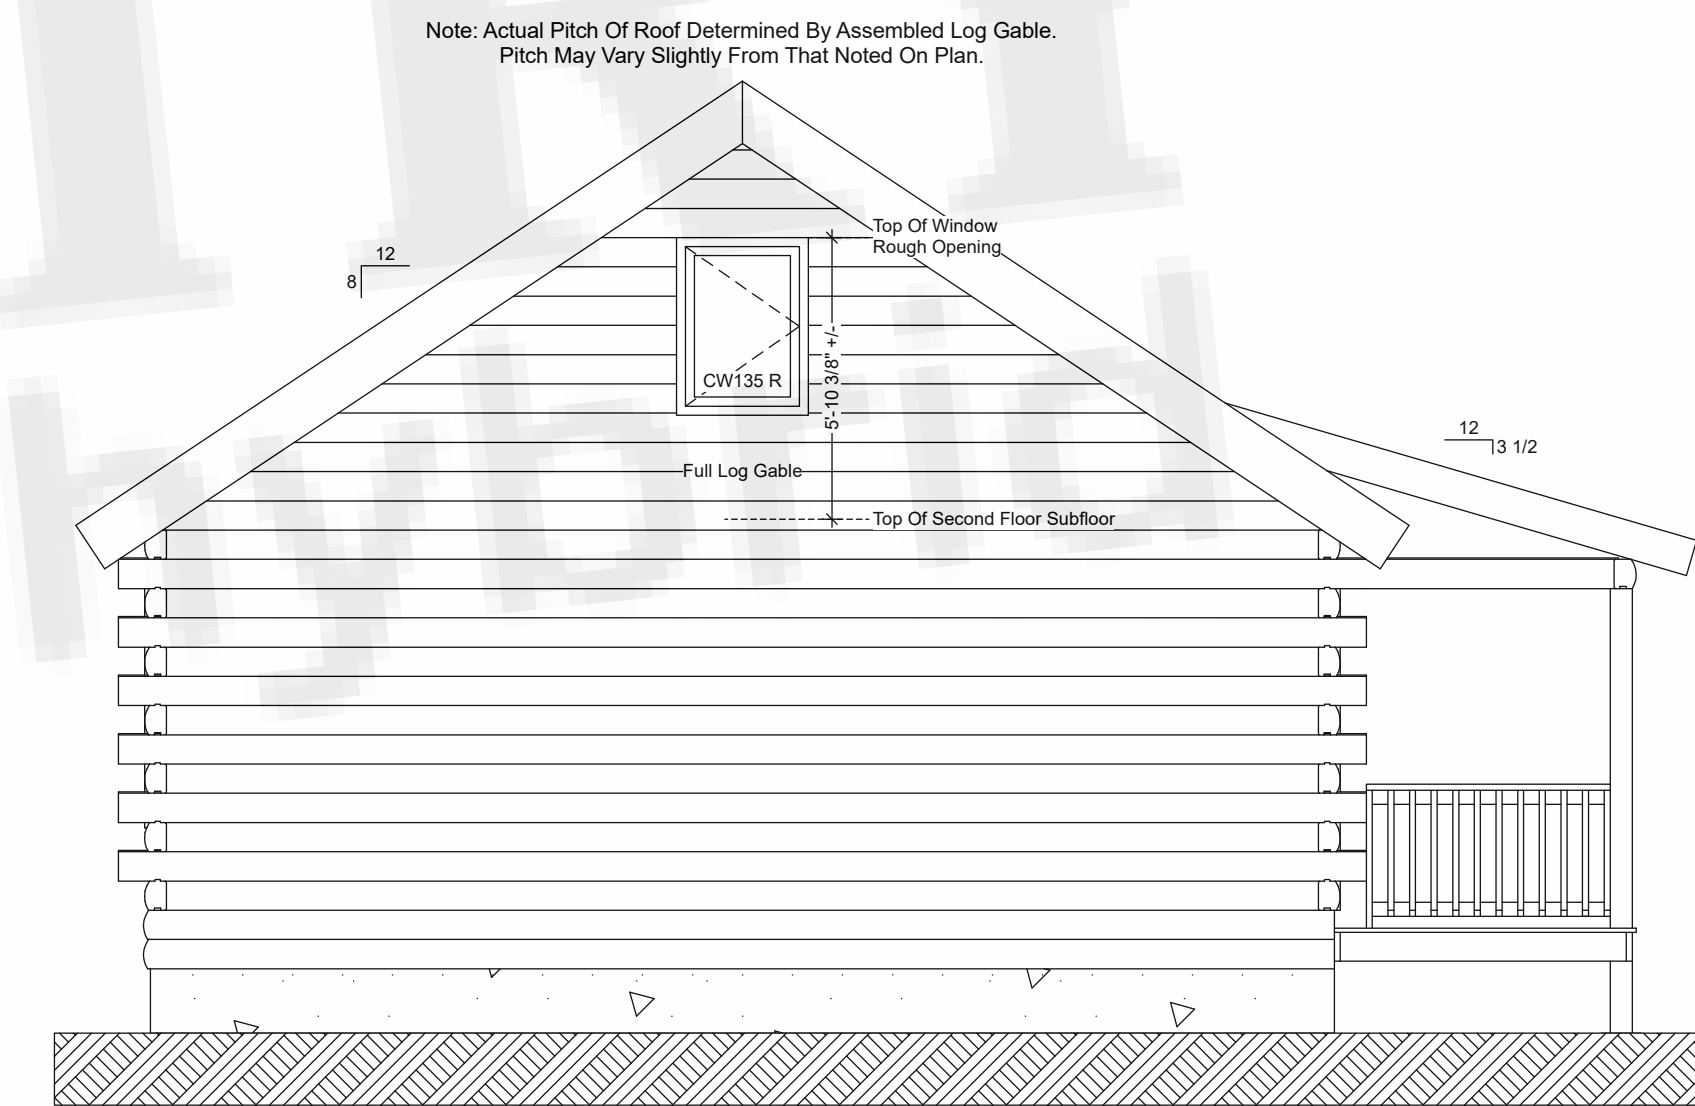 Note: Actual Pitch Of Roof Determined By Assembled Log Gable.
Pitch May Vary Slightly From That Noted On Plan.
Top Of Window
Rough Opening
12
8
5'-10 3/8" +/-
CW135 R
12
3 1/2
Full Log Gable
Top Of Second Floor Subfloor
hybrid